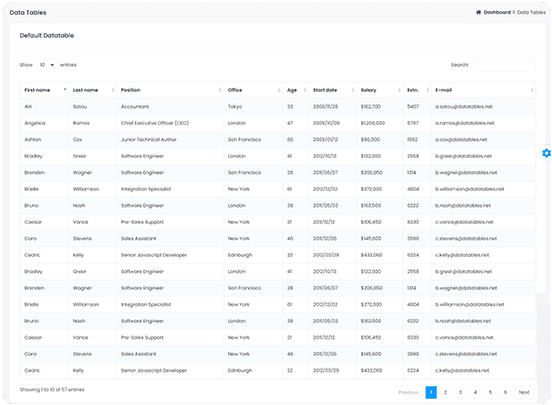 Data Tables
Dashboard Data Tables
Default Datatable
Show 10 entries Search:
First name Last name Position Office Age Start date Salary Extn. E-mail
Airi Satou Accountant Tokyo 33 2008/11/28 $162,700 5407 a.satou@datatables.net
Angelica Ramos Chief Executive Officer (CEO) London 47 2009/10/09 $1,200,000 5797 a.ramos@datatables.net
Ashton Cox Junior Technical Author San Francisco 66 2009/01/12 $86,000 1562 a.cox@datatables.net
Bradley Greer Software Engineer London 41 2012/10/13 $132,000 2558 b.greer@datatables.net
Brenden Wagner Software Engineer San Francisco 28 2011/06/07 $206,850 1314 b.wagner@datatables.net
Brielle Williamson Integration Specialist New York 61 2012/12/02 $372,000 4804 b.williamson@datatables.net
Bruno Nash Software Engineer London 38 2011/05/03 $163,500 6222 b.nash@datatables.net
Caesar Vance Pre-Sales Support New York 21 2011/12/12 $106,450 8330 c.vance@datatables.net
Cara Stevens Sales Assistant New York 46 2011/12/06 $145,600 3990 c.stevens@datatables.net
Cedric Kelly Senior Javascript Developer Edinburgh 22 2012/03/29 $433,060 6224 c.kelly@datatables.net
Bradley Greer Software Engineer London 41 2012/10/13 $132,000 2558 b.greer@datatables.net
Brenden Wagner Software Engineer San Francisco 28 2011/06/07 $206,850 1314 b.wagner@datatables.net
Brielle Williamson Integration Specialist New York 61 2012/12/02 $372,000 4804 b.williamson@datatables.net
Bruno Nash Software Engineer London 38 2011/05/03 $163,500 6222 b.nash@datatables.net
Caesar Vance Pre-Sales Support New York 21 2011/12/12 $106,450 8330 c.vance@datatables.net
Cara Stevens Sales Assistant New York 46 2011/12/06 $145,600 3990 c.stevens@datatables.net
Cedric Kelly Senior Javascript Developer Edinburgh 22 2012/03/29 $433,060 6224 c.kelly@datatables.net
Showing 1 to 10 of 57 entries Previous 1 2 3 4 5 6 Next